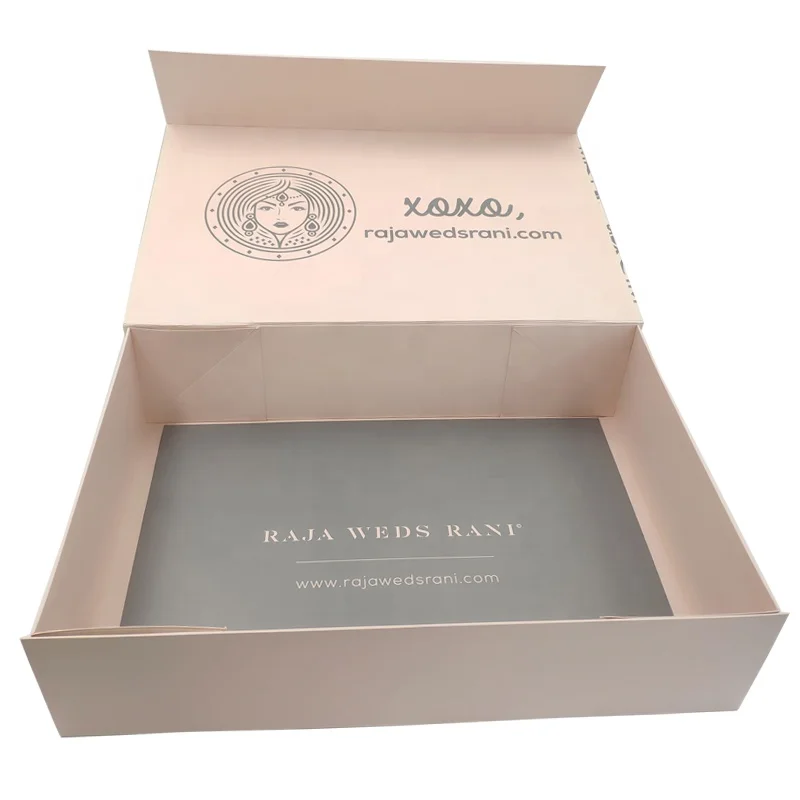 xoxo,
rajawedsrani.com
RAJA WEDS RANI®
www.rajawedsrani.com